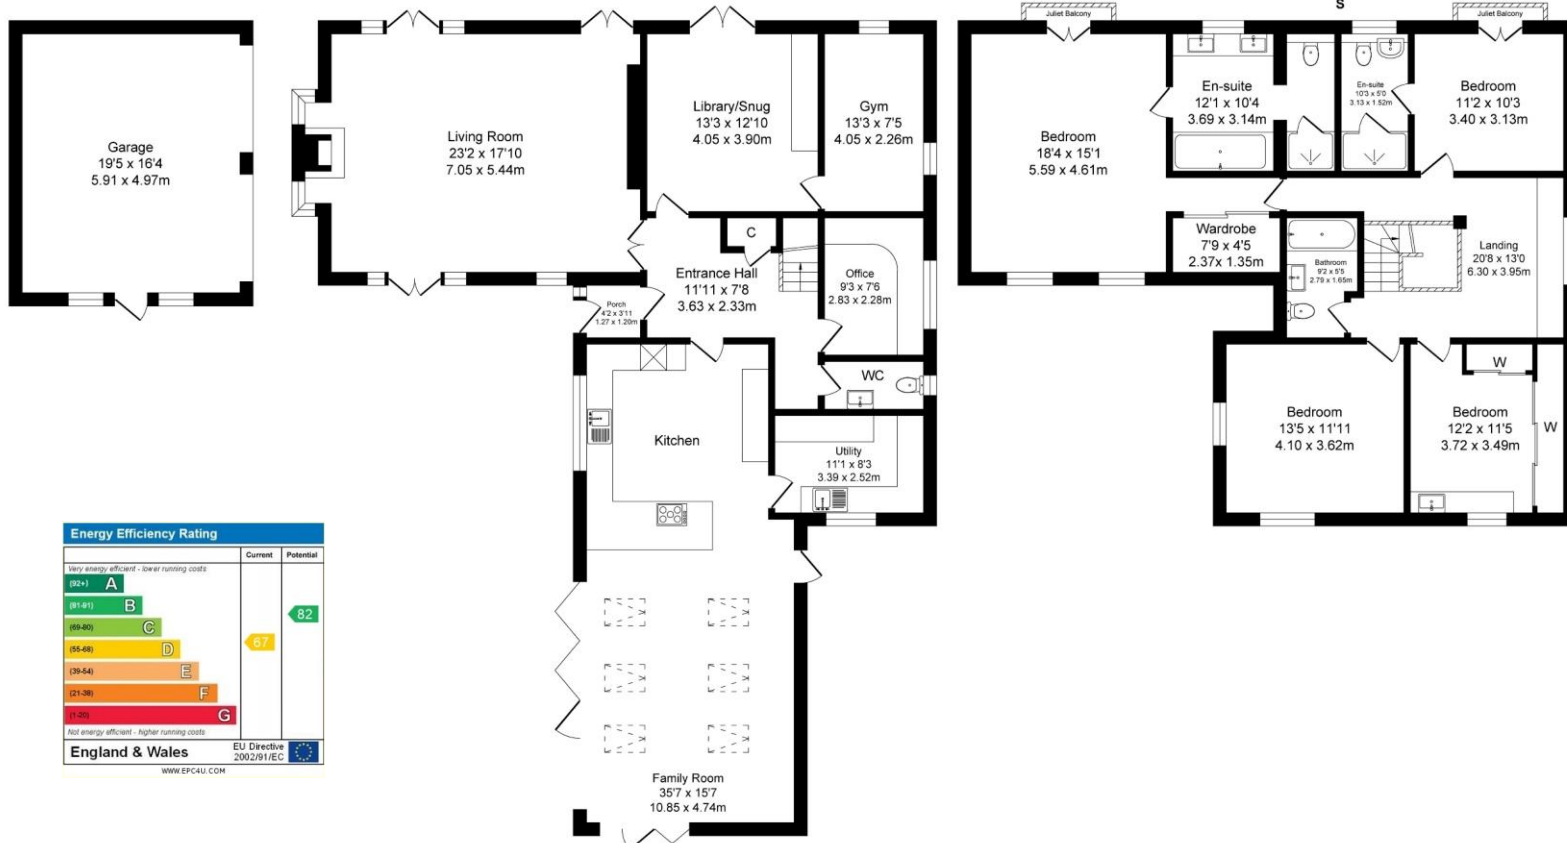 S
Juliet Balcony
Juliet Balcony
Garage
19'5 x 16'4
5.91 x 4.97m
Living Room
23'2 x 17'10
7.05 x 5.44m
Library/Snug
13'3 x 12'10
4.05 x 3.90m
Gym
13'3 x 7'5
4.05 x 2.26m
C
Entrance Hall
11'11 x 7'8
3.63 x 2.33m
Office
9'3 x 7'6
2.83 x 2.28m
Porch
4'2 x 3'11
1.27 x 1.20m
WC
Kitchen
Utility
11'1 x 8'3
3.39 x 2.52m
Family Room
35'7 x 15'7
10.85 x 4.74m
Bedroom
18'4 x 15'1
5.59 x 4.61m
En-suite
12'1 x 10'4
3.69 x 3.14m
En-suite
10'3 x 5'0
3.13 x 1.52m
Bedroom
11'2 x 10'3
3.40 x 3.13m
Wardrobe
7'9 x 4'5
2.37x 1.35m
Bathroom
9'2 x 5'5
2.79 x 1.65m
Landing
20'8 x 13'0
6.30 x 3.95m
Bedroom
13'5 x 11'11
4.10 x 3.62m
W
Bedroom
12'2 x 11'5
3.72 x 3.49m
W
Energy Efficiency Rating
Current Potential
Very energy efficient - lower running costs
(92+) A
(81-91) B
82
(69-80) C
(55-68) D
67
(39-54) E
(21-38) F
(1-20) G
Not energy efficient - higher running costs
England & Wales
EU Directive
2002/91/EC
WWW.EPC4U.COM